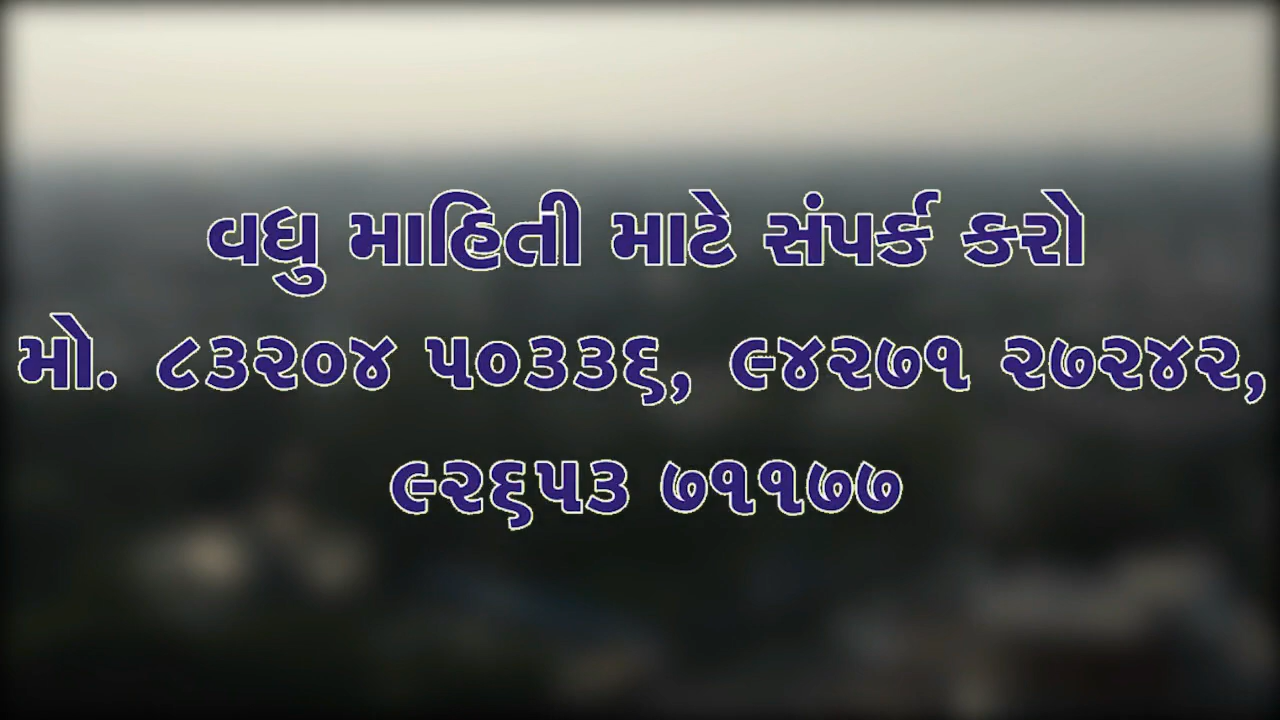 વધુ માહિતી માટે સંપર્ક કરો
મો. ૮૩૨૦૪ ૫૦૩૩૬, ૯૪૨૭૧ ૨૭૨૪૨,
૯૨૬૫૩ ૭૧૧૭૭